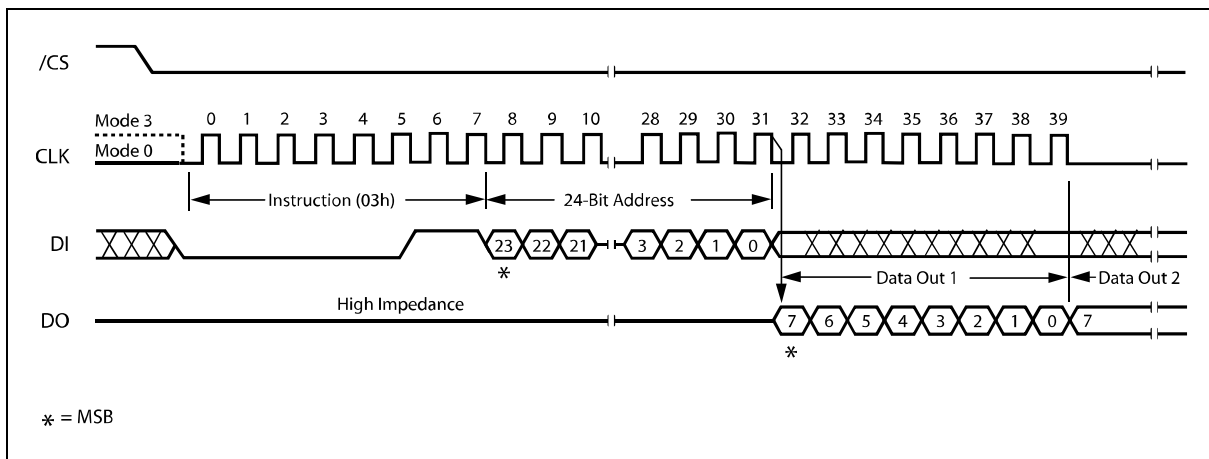 /CS
Mode 3
0 1 2 3 4 5 6 7 8 9 10 28 29 30 31 32 33 34 35 36 37 38 39
CLK
Mode 0
Instruction (03h) 24-Bit Address
DI
23 22 21 3 2 1 0
*
Data Out 1 Data Out 2
High Impedance
DO
7 6 5 4 3 2 1 0 7
*
* = MSB